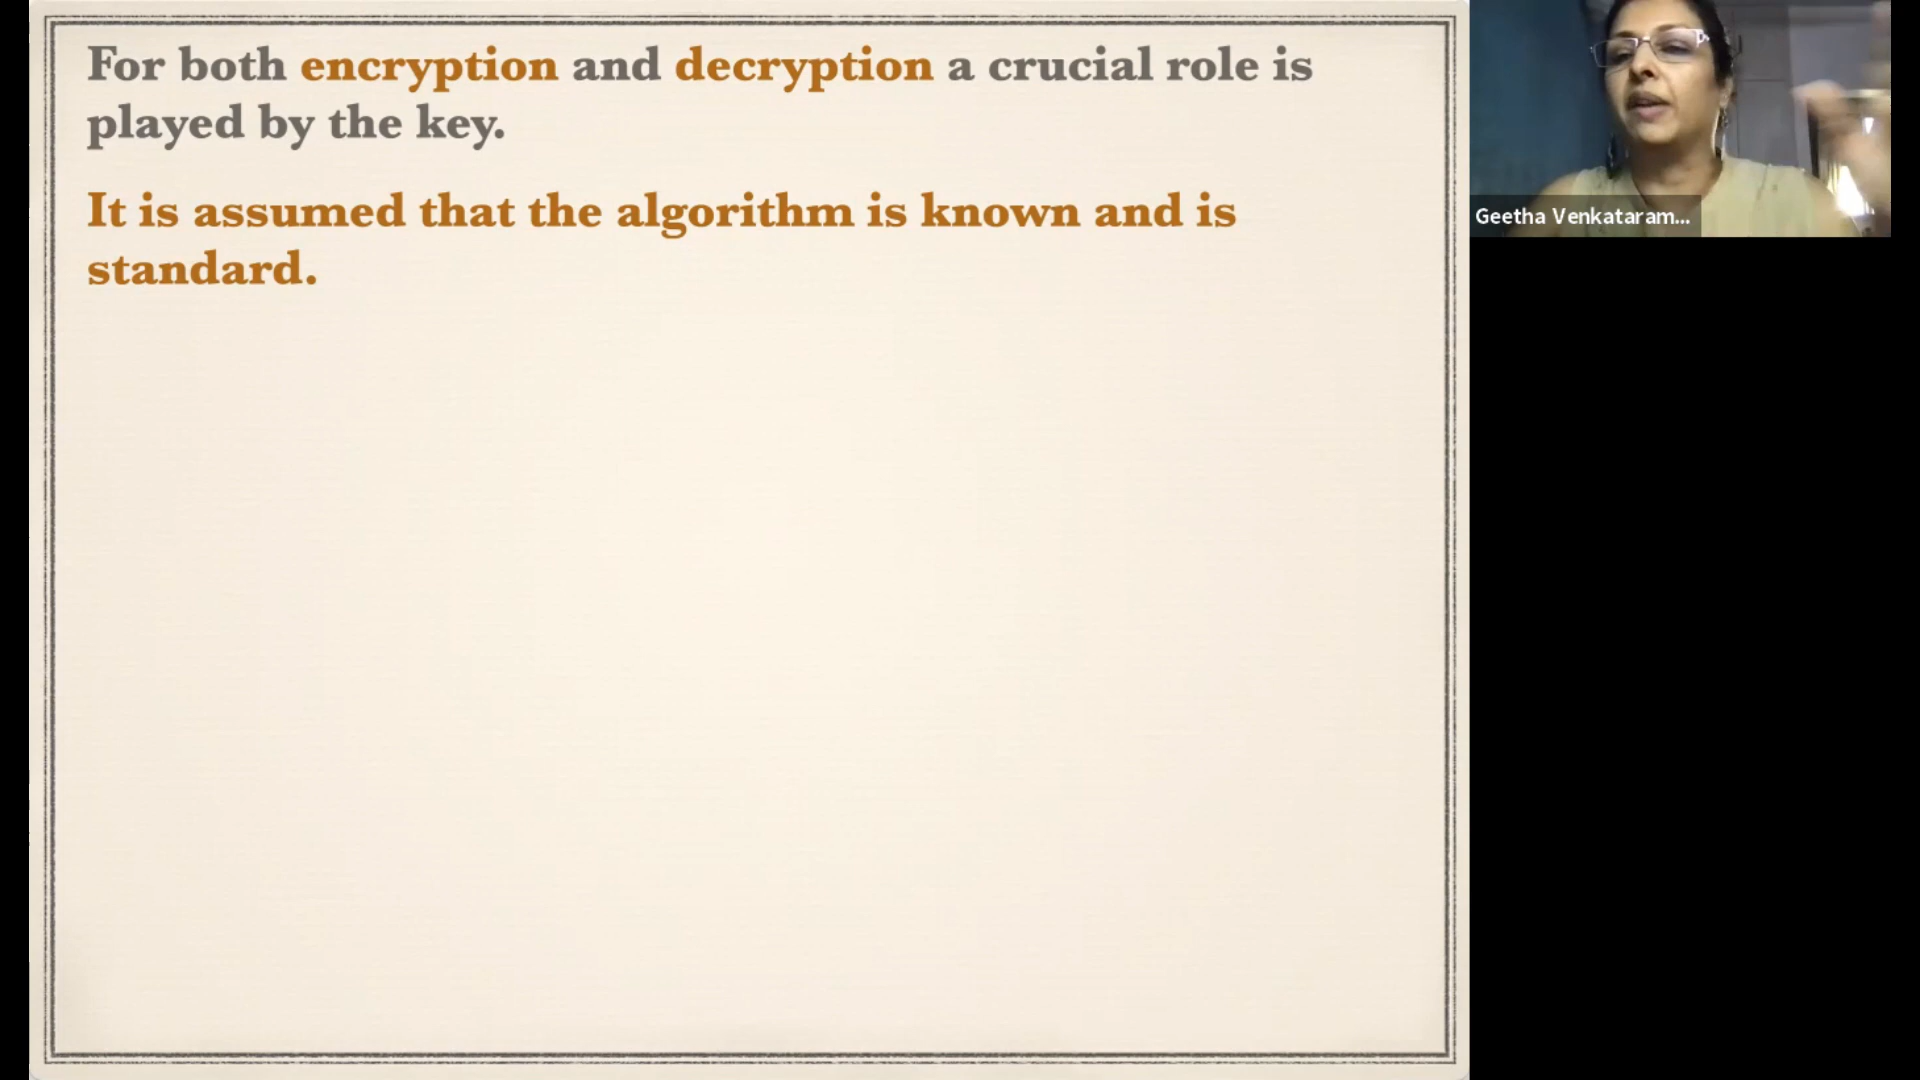 For both encryption and decryption a crucial role is
played by the key.
It is assumed that the algorithm is known and is
standard.
Geetha Venkataram...